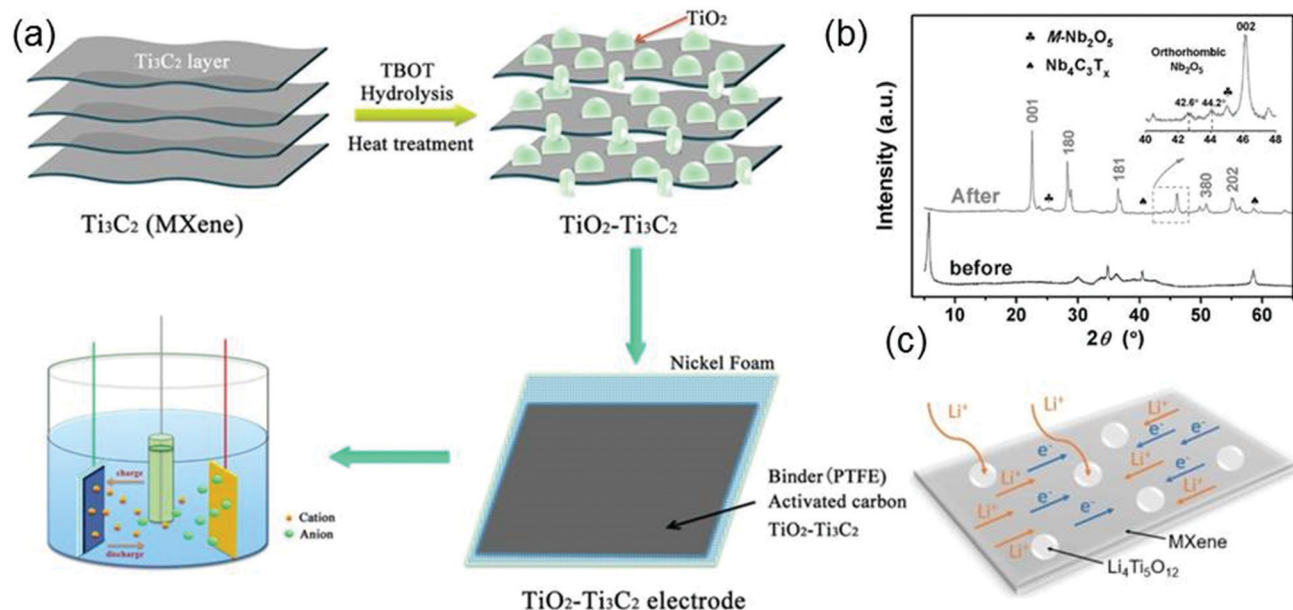 (a)
Ti₃C₂ layer
TBOT
Hydrolysis
Heat treatment
TiO₂
Ti₃C₂ (MXene)
TiO₂-Ti₃C₂
Nickel Foam
Binder (PTFE)
Activated carbon
TiO₂-Ti₃C₂
TiO₂-Ti₃C₂ electrode
charge
discharge
Cation
Anion
(b)
♣ M-Nb₂O₅
♠ Nb₄C₃Tₓ
Orthorhombic
Nb₂O₅
002
42.6°
44.2°
♣
40 42 44 46 48
001
♣
180
181
♠
380
202
♠
After
before
Intensity (a.u.)
10 20 30 40 50 60
2θ (°)
(c)
Li⁺
Li⁺
Li⁺
Li⁺
Li⁺
Li⁺
Li⁺
Li⁺
Li⁺
e⁻
e⁻
e⁻
e⁻
e⁻
e⁻
MXene
Li₄Ti₅O₁₂